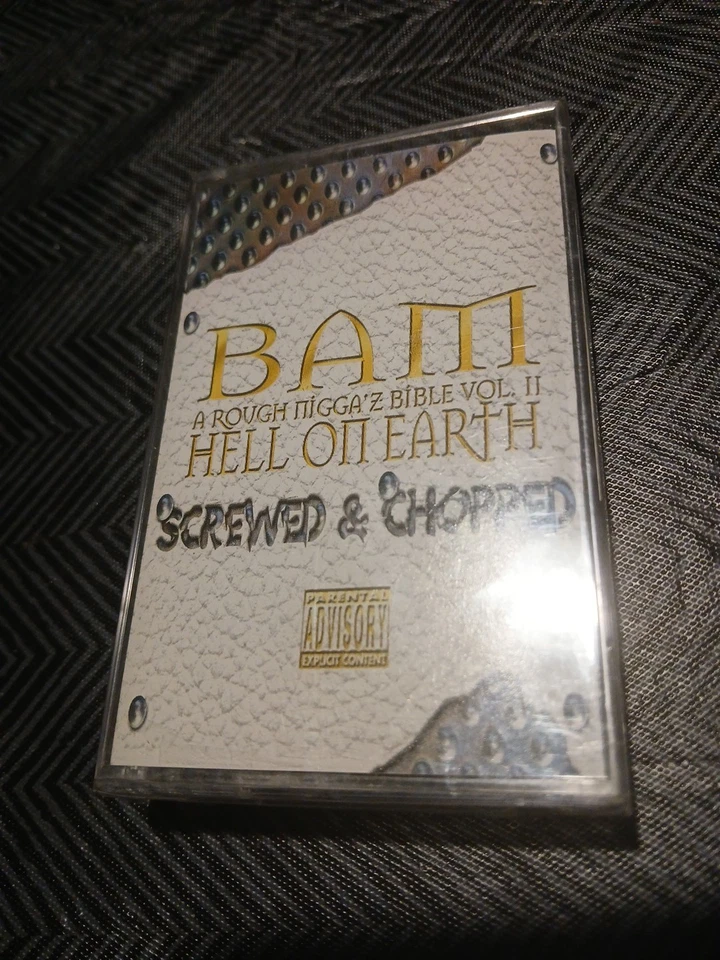 BAM
A ROUGH NIGGA'Z BIBLE VOL. II
HELL ON EARTH
SCREWED & CHOPPED
PARENTAL
ADVISORY
EXPLICIT CONTENT